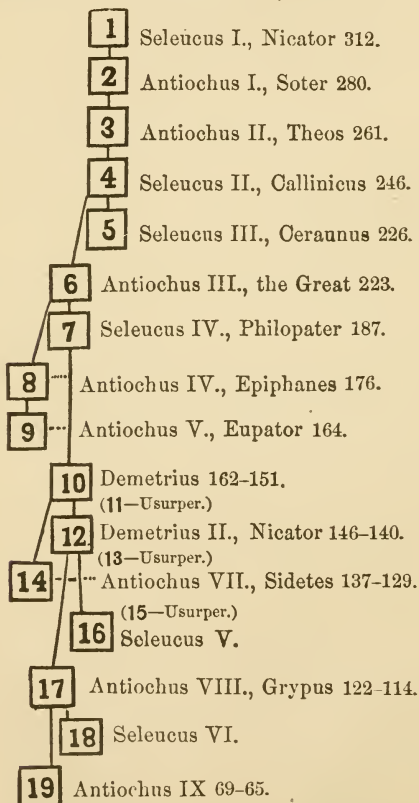 1 Seleucus I., Nicator 312.
2 Antiochus I., Soter 280.
3 Antiochus II., Theos 261.
4 Seleucus II., Callinicus 246.
5 Seleucus III., Ceraunus 226.
6 Antiochus III., the Great 223.
7 Seleucus IV., Philopater 187.
8 Antiochus IV., Epiphanes 176.
9 Antiochus V., Eupator 164.
10 Demetrius 162-151.
(11—Usurper.)
12 Demetrius II., Nicator 146-140.
(13—Usurper.)
14 Antiochus VII., Sidetes 137-129.
(15—Usurper.)
16 Seleucus V.
17 Antiochus VIII., Grypus 122-114.
18 Seleucus VI.
19 Antiochus IX 69-65.